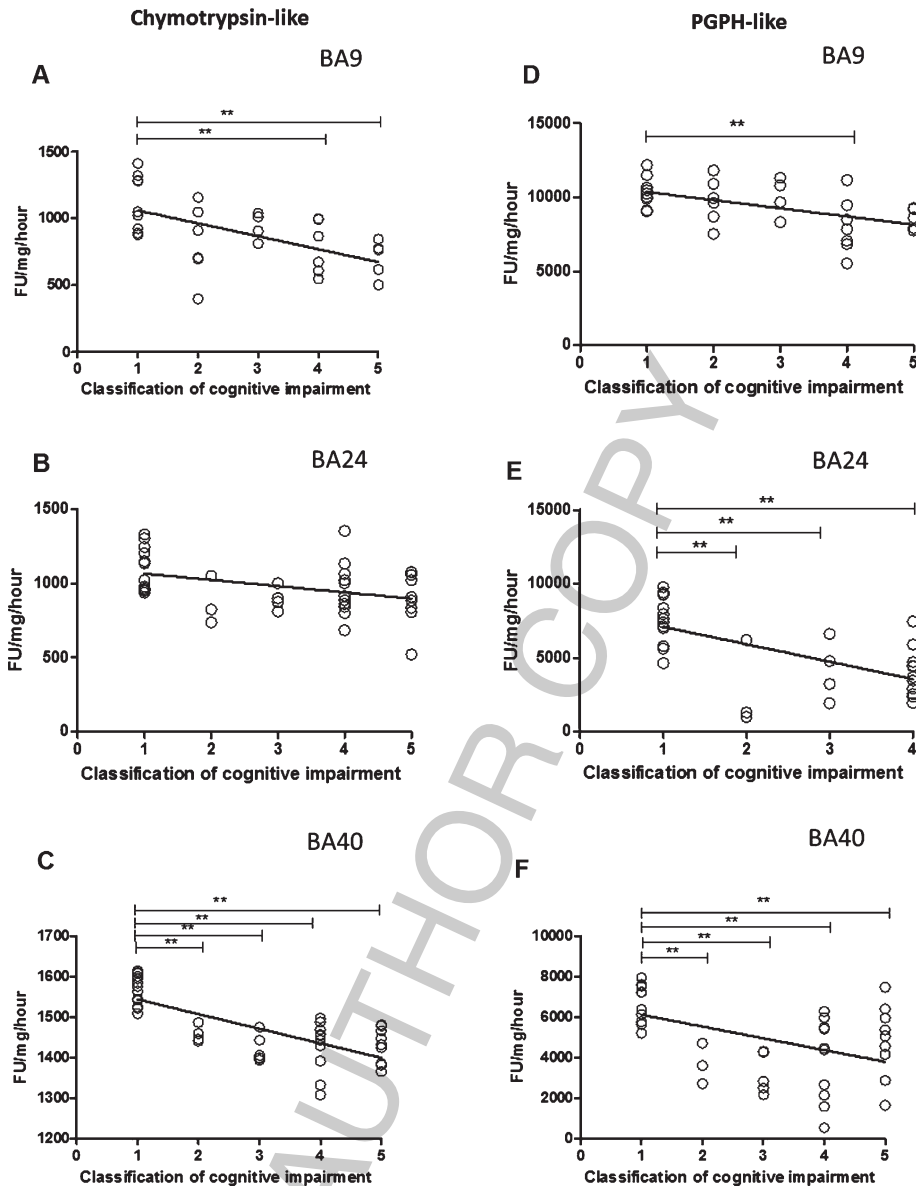 Chymotrypsin-like
PGPH-like
A
BA9
**
**
1500
1000
500
0
FU/mg/hour
0 1 2 3 4 5
Classification of cognitive impairment
D
BA9
**
15000
10000
5000
0
FU/mg/hour
0 1 2 3 4 5
Classification of cognitive impairment
B
BA24
1500
1000
500
0
FU/mg/hour
0 1 2 3 4 5
Classification of cognitive impairment
E
BA24
**
**
**
15000
10000
5000
0
FU/mg/hour
0 1 2 3 4
Classification of cognitive impairment
C
BA40
**
**
**
**
1700
1600
1500
1400
1300
1200
FU/mg/hour
0 1 2 3 4 5
Classification of cognitive impairment
F
BA40
**
**
**
**
10000
8000
6000
4000
2000
0
FU/mg/hour
0 1 2 3 4 5
Classification of cognitive impairment
AUTHOR COPY